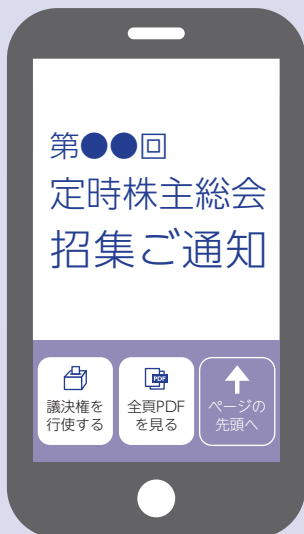 第●●回
定時株主総会
招集ご通知
議決権を
行使する
PDF
全頁PDF
を見る
ページの
先頭へ